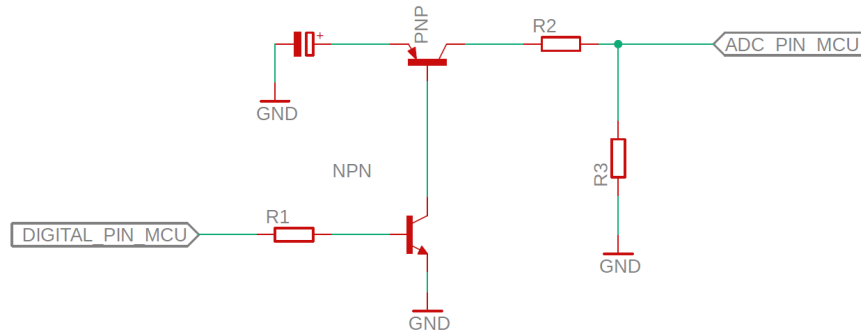 PNP
R2
ADC_PIN_MCU
+
GND
NPN
R3
R1
DIGITAL_PIN_MCU
GND
GND